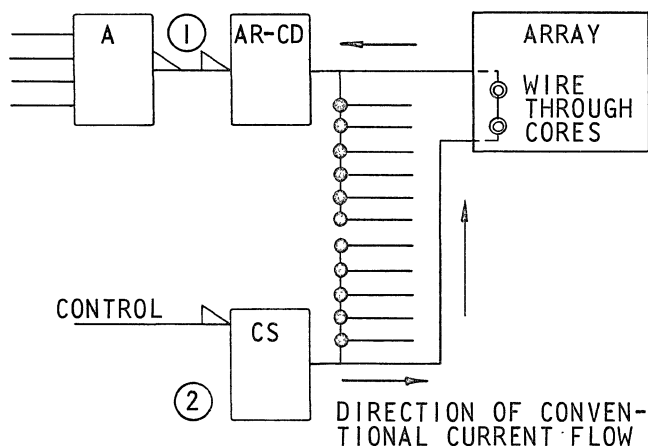 A
1
AR-CD
ARRAY
WIRE
THROUGH
CORES
CONTROL
CS
2
DIRECTION OF CONVEN-
TIONAL CURRENT FLOW